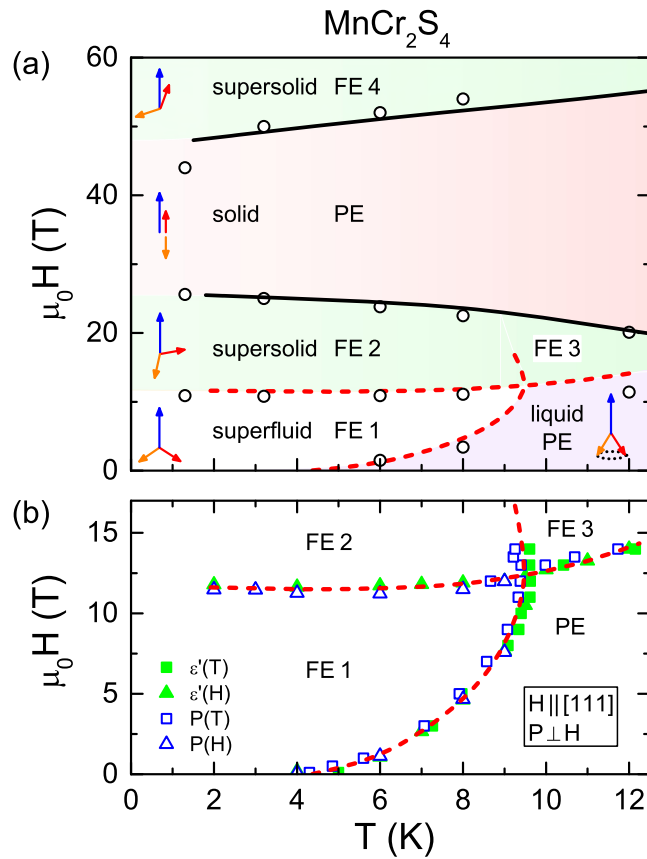 MnCr₂S₄
(a)
60
supersolid FE 4
solid PE
40
μ₀H (T)
20
supersolid FE 2
FE 3
superfluid FE 1
liquid
PE
0
(b)
15
FE 2
FE 3
10
μ₀H (T)
FE 1
PE
5
ε'(T)
ε'(H)
P(T)
P(H)
H||[111]
P⊥H
0
0 2 4 6 8 10 12
T (K)